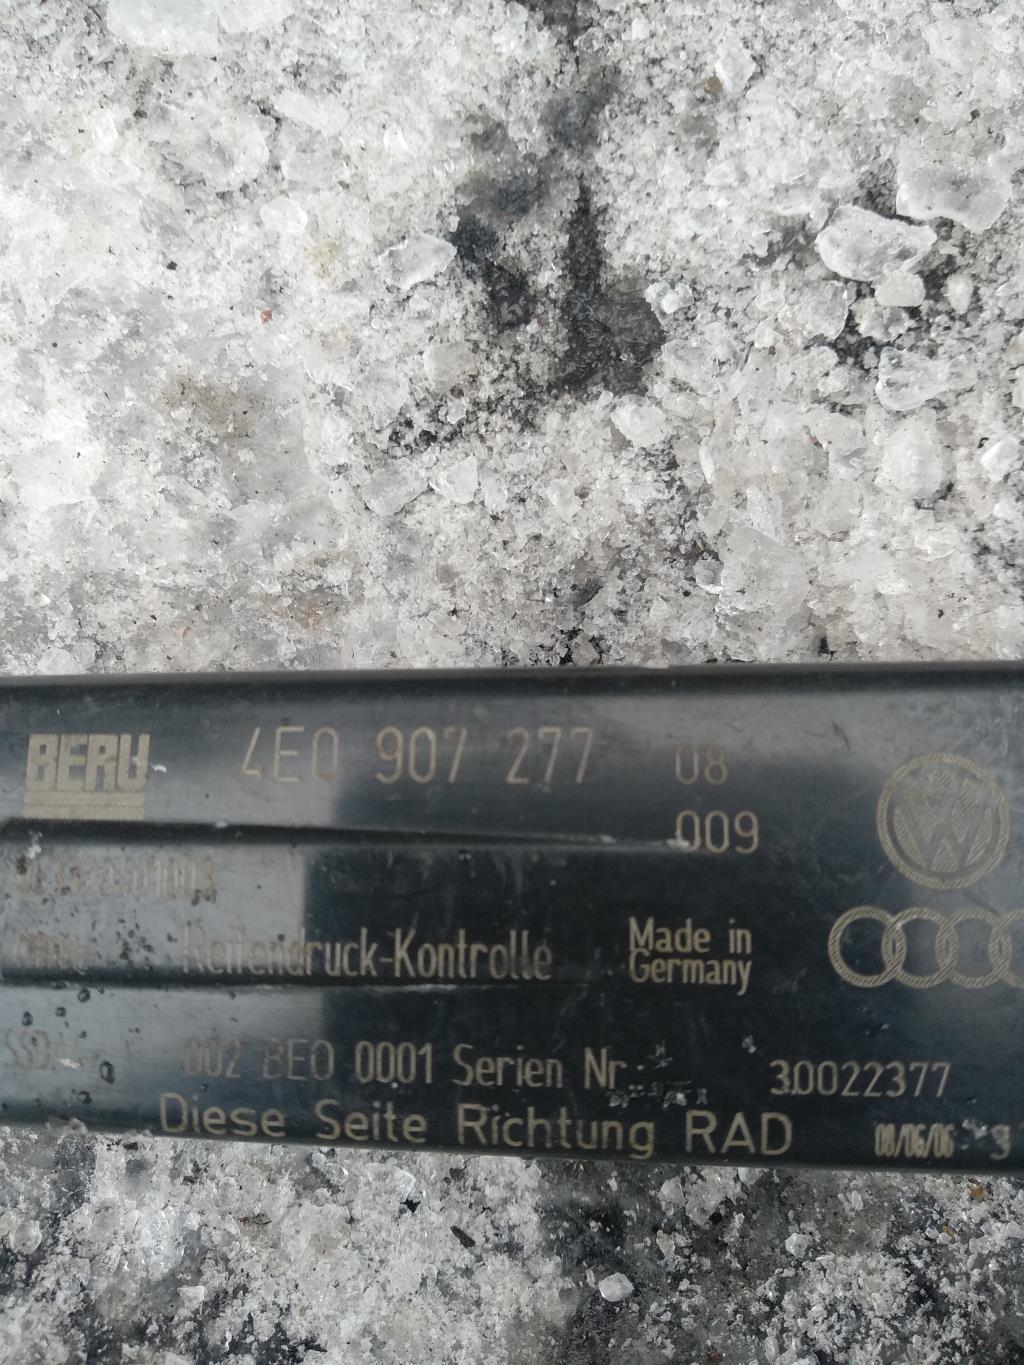 BERU 4E0 907 277 08
009
Reifendruck-Kontrolle
Made in
Germany
002 BE0 0001 Serien Nr 30022377
Diese Seite Richtung RAD 08/06/06